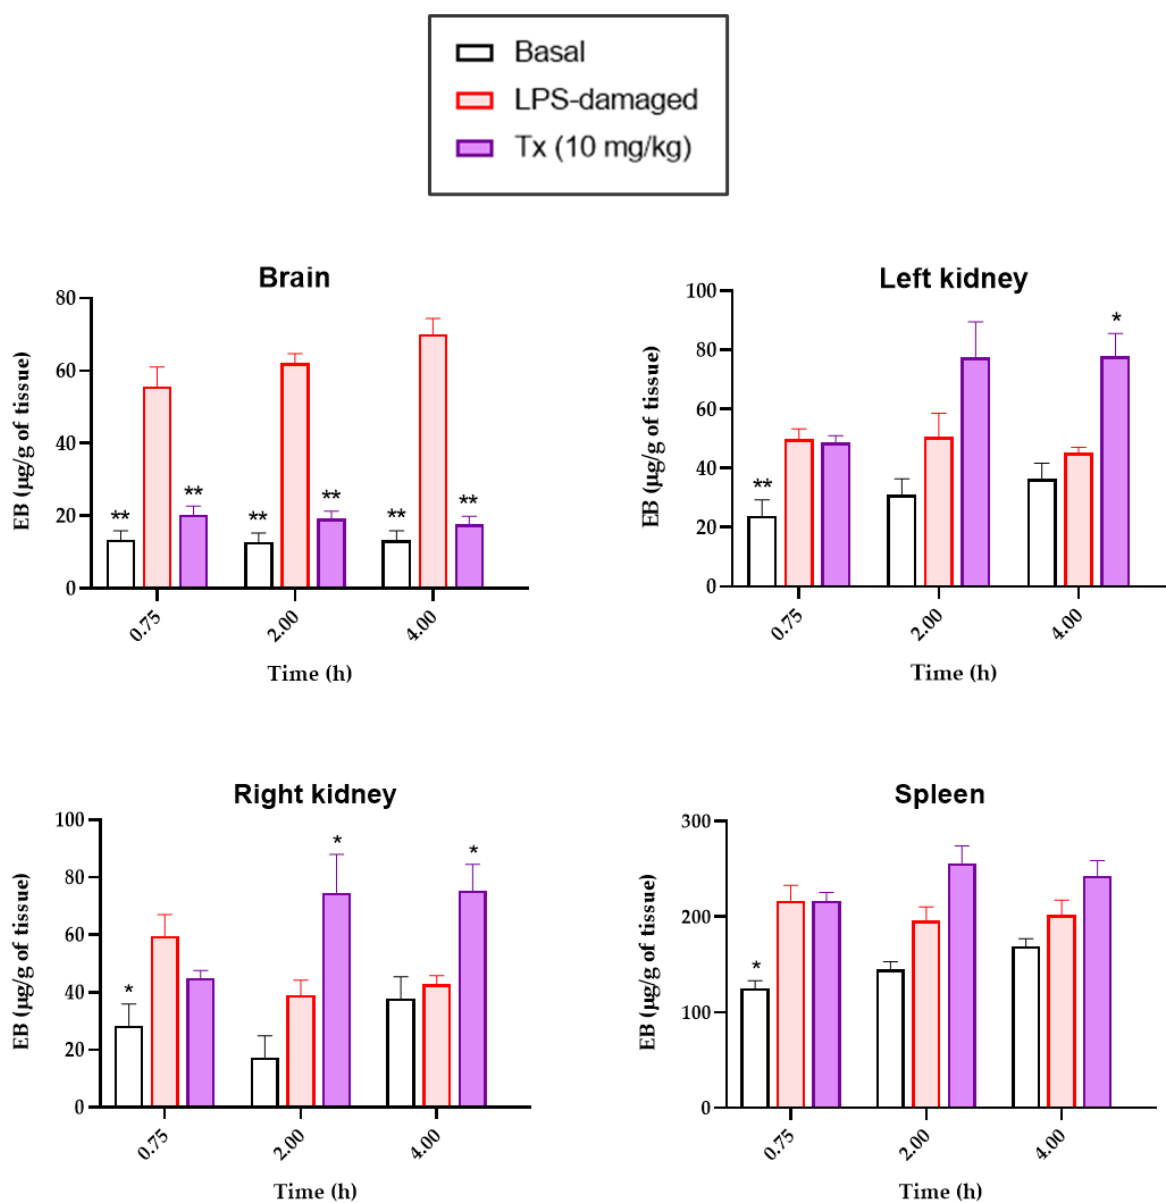 Basal
LPS-damaged
Tx (10 mg/kg)
Brain
EB (µg/g of tissue)
80
60
40
20
0
** ** ** ** ** **
0.75 2.00 4.00
Time (h)
Left kidney
EB (µg/g of tissue)
100
80
60
40
20
0
** *
0.75 2.00 4.00
Time (h)
Right kidney
EB (µg/g of tissue)
100
80
60
40
20
0
* * *
0.75 2.00 4.00
Time (h)
Spleen
EB (µg/g of tissue)
300
200
100
0
*
0.75 2.00 4.00
Time (h)